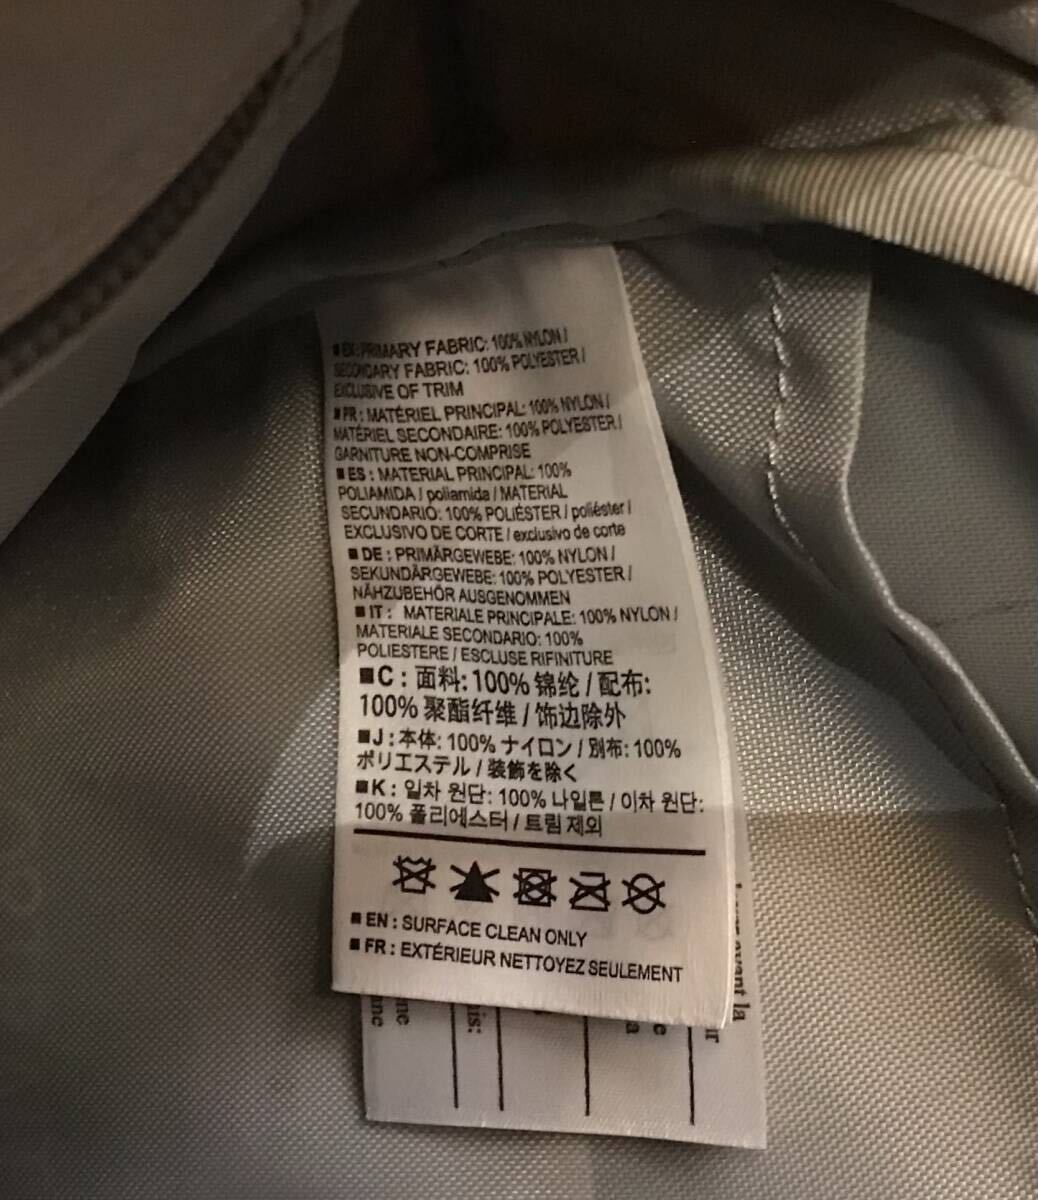 ■ EN: PRIMARY FABRIC: 100% NYLON /
SECONDARY FABRIC: 100% POLYESTER /
EXCLUSIVE OF TRIM
■ FR : MATÉRIEL PRINCIPAL: 100% NYLON /
MATÉRIEL SECONDAIRE: 100% POLYESTER /
GARNITURE NON-COMPRISE
■ ES : MATERIAL PRINCIPAL: 100%
POLIAMIDA / poliamida / MATERIAL
SECUNDARIO: 100% POLIÉSTER / poliéster /
EXCLUSIVO DE CORTE / exclusivo de corte
■ DE : PRIMÄRGEWEBE: 100% NYLON /
SEKUNDÄRGEWEBE: 100% POLYESTER /
NÄHZUBEHÖR AUSGENOMMEN
■ IT : MATERIALE PRINCIPALE: 100% NYLON /
MATERIALE SECONDARIO: 100%
POLIESTERE / ESCLUSE RIFINITURE
■ C : 面料: 100% 锦纶 / 配布:
100% 聚酯纤维 / 饰边除外
■ J : 本体: 100% ナイロン / 別布: 100%
ポリエステル / 装飾を除く
■ K : 일차 원단: 100% 나일론 / 이차 원단:
100% 폴리에스터 / 트림 제외
■ EN : SURFACE CLEAN ONLY
■ FR : EXTÉRIEUR NETTOYEZ SEULEMENT